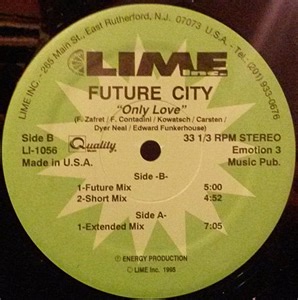 LIME INC - 265 Main St., East Rutherford, N.J. 07073 U.S.A. - Tel. (201) 933-0676
LIME
Inc.
FUTURE CITY
"Only Love"
(F. Zafret / F. Contadini / Kowatsch / Carsten /
Dyer Neal / Edward Funkerhouse)
Side B
33 1/3 RPM STEREO
LI-1056
Quality
Emotion 3
Made in U.S.A.
Music Pub.
Side -B-
1-Future Mix 5:00
2-Short Mix 4:52
Side A-
1-Extended Mix 7:05
Ⓟ ENERGY PRODUCTION
© LIME Inc. 1995